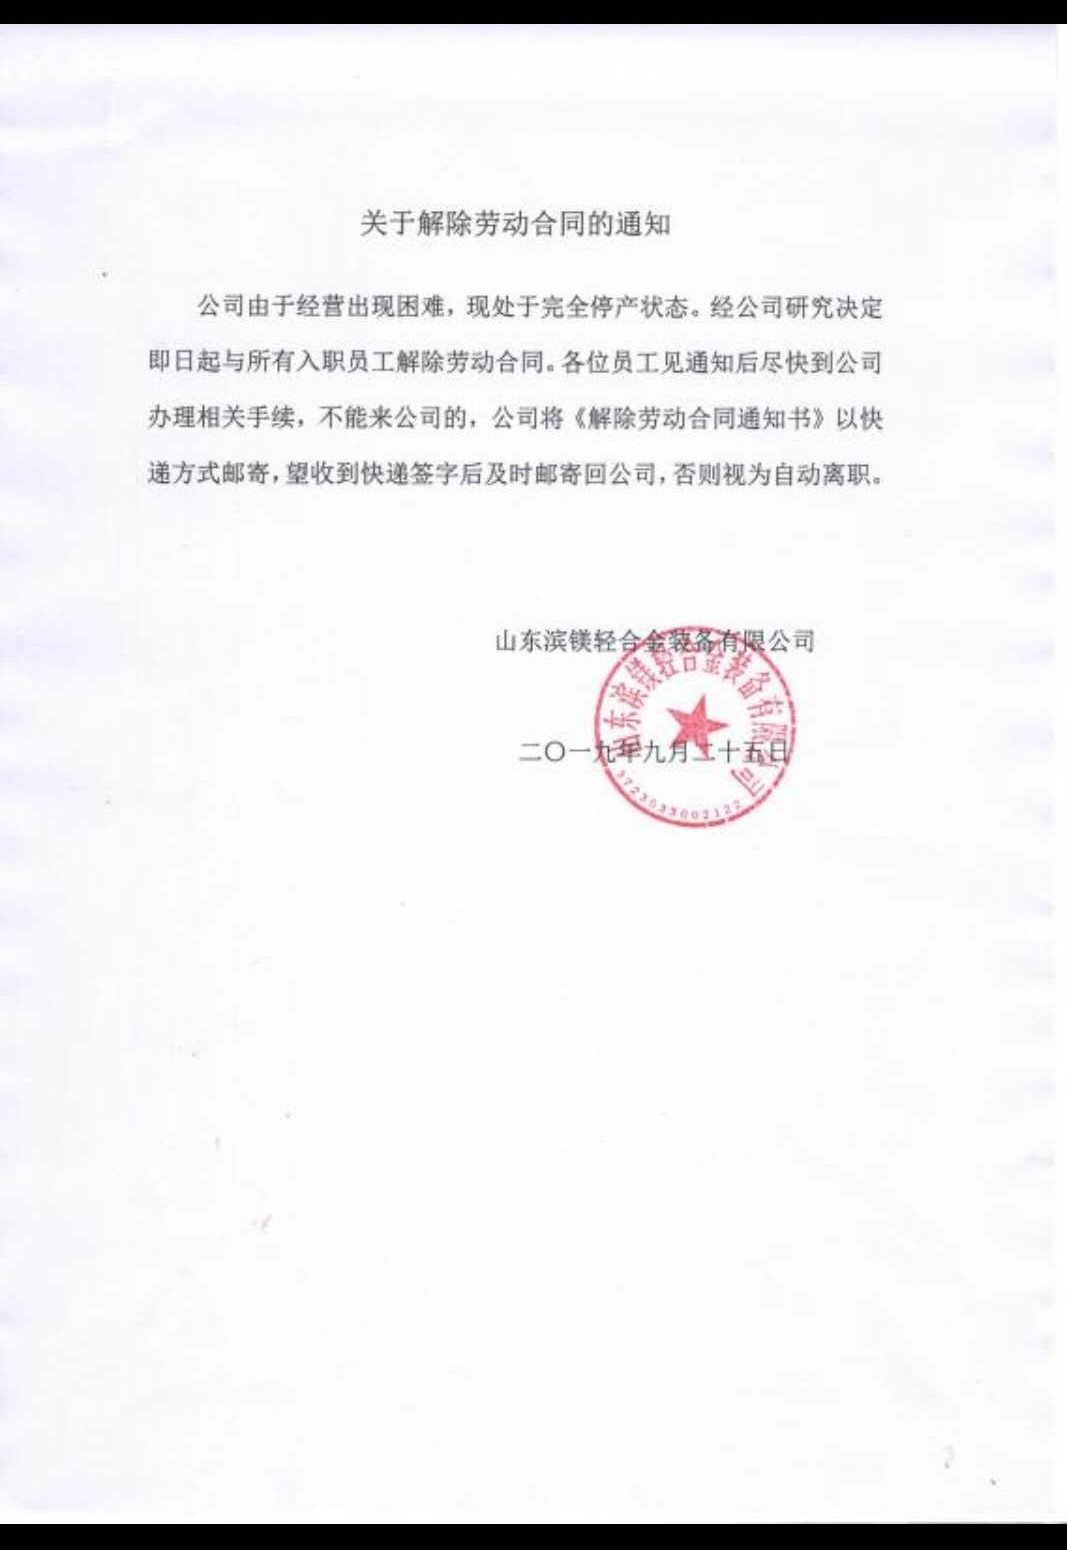 关于解除劳动合同的通知
公司由于经营出现困难，现处于完全停产状态。经公司研究决定
即日起与所有入职员工解除劳动合同。各位员工见通知后尽快到公司
办理相关手续，不能来公司的，公司将《解除劳动合同通知书》以快
递方式邮寄，望收到快递签字后及时邮寄回公司，否则视为自动离职。
山东滨镁轻合金装备有限公司
二〇一九年九月二十五日
山东滨镁轻合金装备有限公司
3723033002122